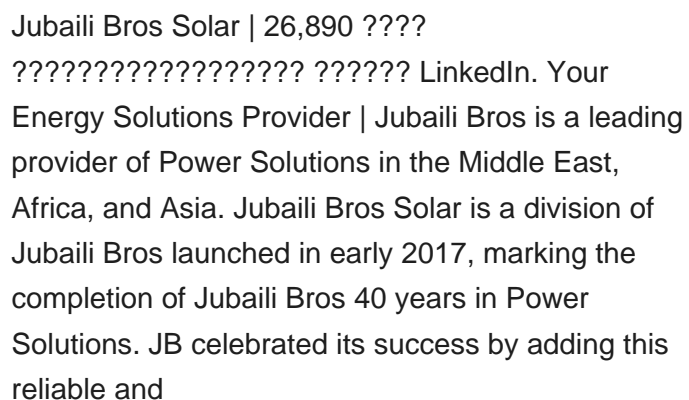 Jubaili Bros Solar | 26,890 ????
?????????????????? ?????? LinkedIn. Your
Energy Solutions Provider | Jubaili Bros is a leading
provider of Power Solutions in the Middle East,
Africa, and Asia. Jubaili Bros Solar is a division of
Jubaili Bros launched in early 2017, marking the
completion of Jubaili Bros 40 years in Power
Solutions. JB celebrated its success by adding this
reliable and